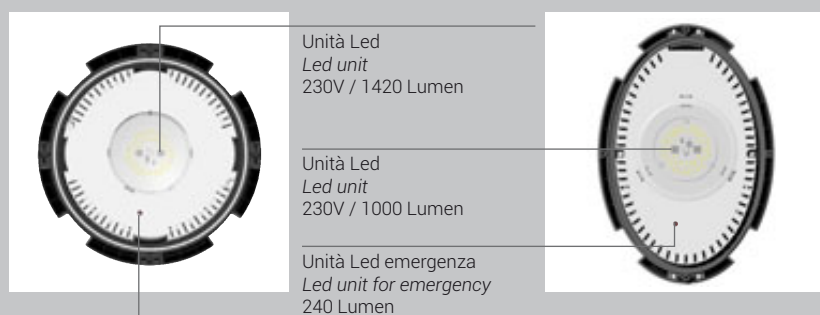 Unità Led
Led unit
230V / 1420 Lumen
Unità Led
Led unit
230V / 1000 Lumen
Unità Led emergenza
Led unit for emergency
240 Lumen